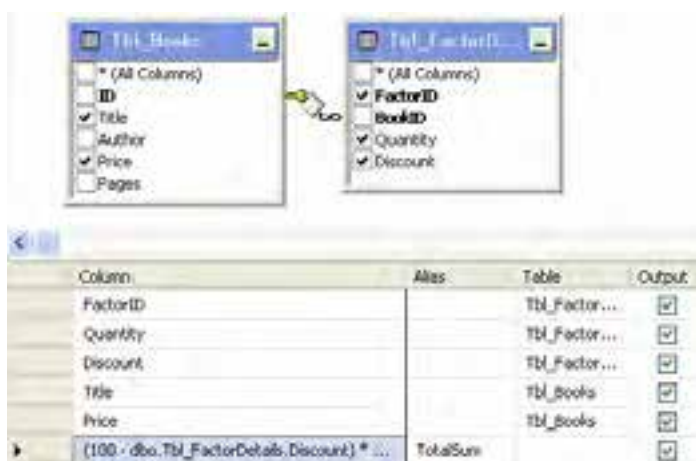 Tbl_Books
* (All Columns)
ID
Title
Author
Price
Pages
Tbl_FactorD...
* (All Columns)
FactorID
BookID
Quantity
Discount
Column Alias Table Output
FactorID Tbl_Factor...
Quantity Tbl_Factor...
Discount Tbl_Factor...
Title Tbl_Books
Price Tbl_Books
(100 - dbo.Tbl_FactorDetails.Discount) * ... TotalSum